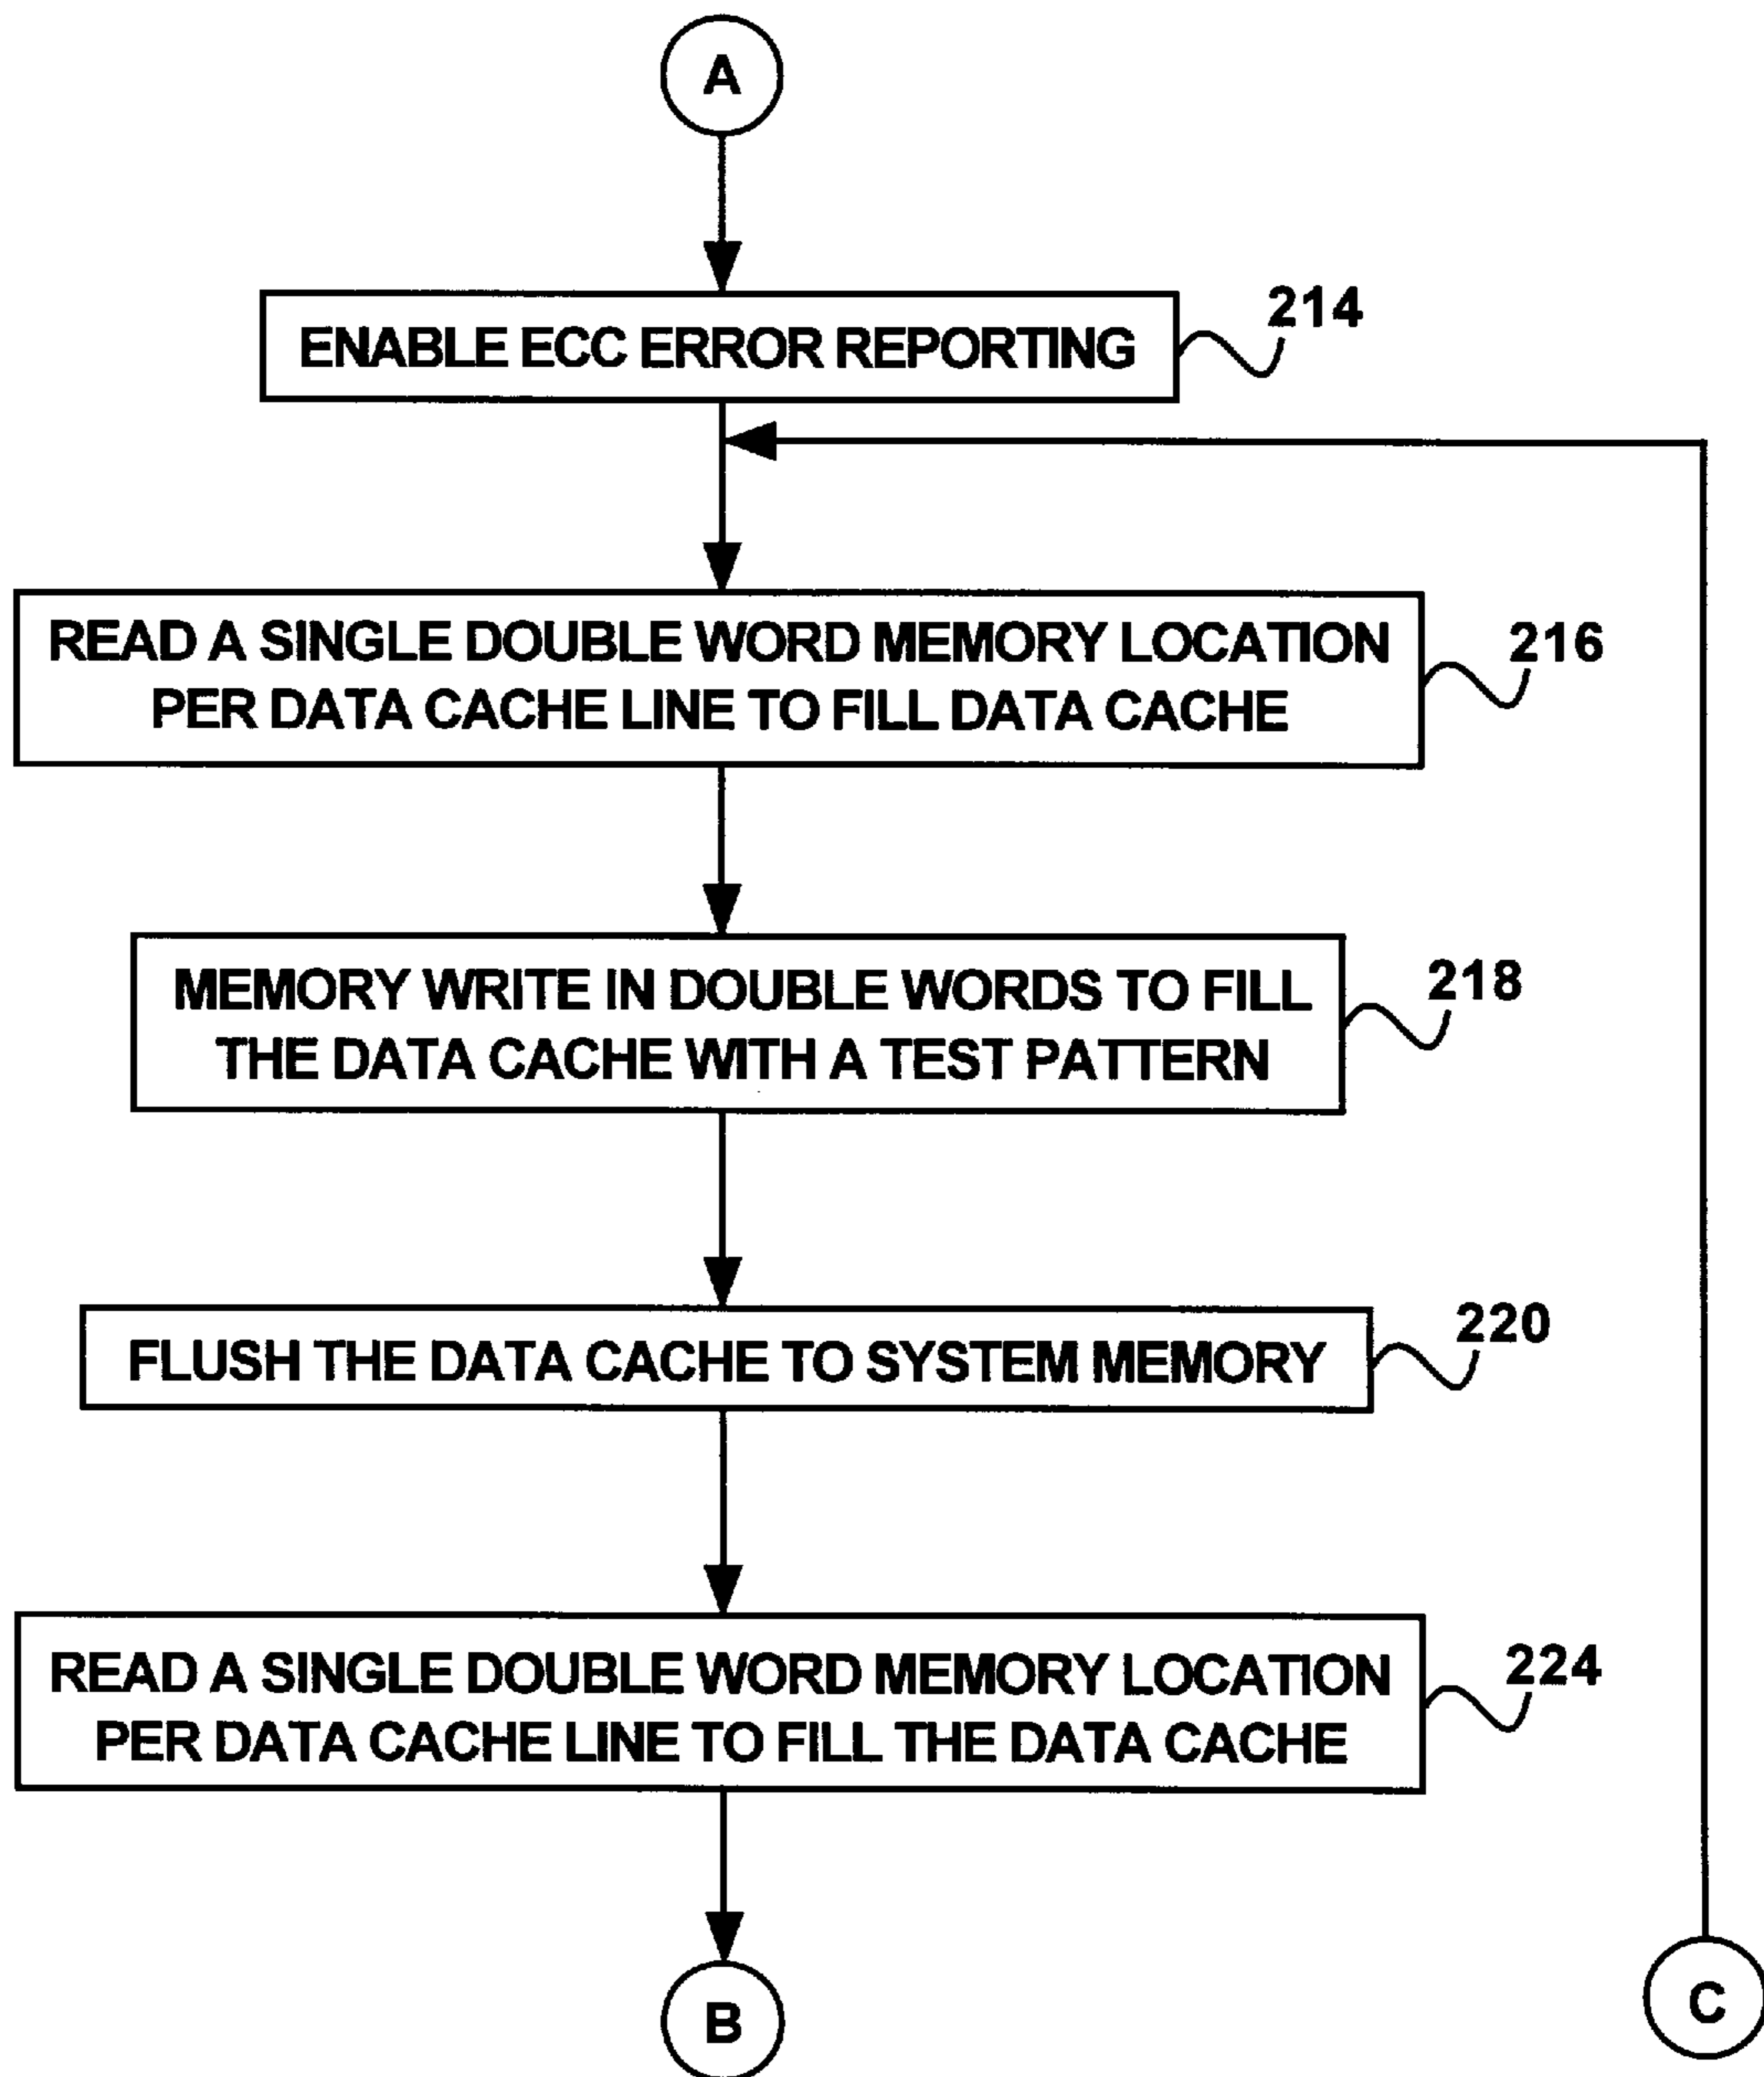 A
ENABLE ECC ERROR REPORTING
214
READ A SINGLE DOUBLE WORD MEMORY LOCATION
PER DATA CACHE LINE TO FILL DATA CACHE
216
MEMORY WRITE IN DOUBLE WORDS TO FILL
THE DATA CACHE WITH A TEST PATTERN
218
FLUSH THE DATA CACHE TO SYSTEM MEMORY
220
READ A SINGLE DOUBLE WORD MEMORY LOCATION
PER DATA CACHE LINE TO FILL THE DATA CACHE
224
B
C